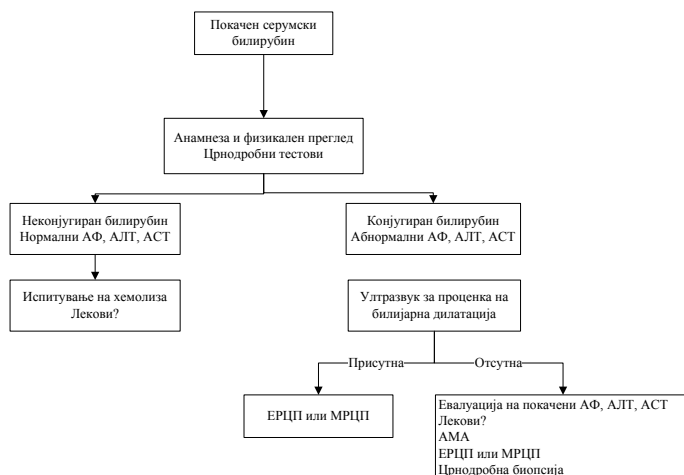 Покачен серумски
билирубин
Анамнеза и физикален преглед
Црнодробни тестови
Неконјугиран билирубин
Нормални АФ, АЛТ, АСТ
Конјугиран билирубин
Абнормални АФ, АЛТ, АСТ
Испитување на хемолиза
Лекови?
Ултразвук за проценка на
билијарна дилатација
Присутна
Отсутна
ЕРЦП или МРЦП
Евалуација на покачени АФ, АЛТ, АСТ
Лекови?
АМА
ЕРЦП или МРЦП
Црнодробна биопсија